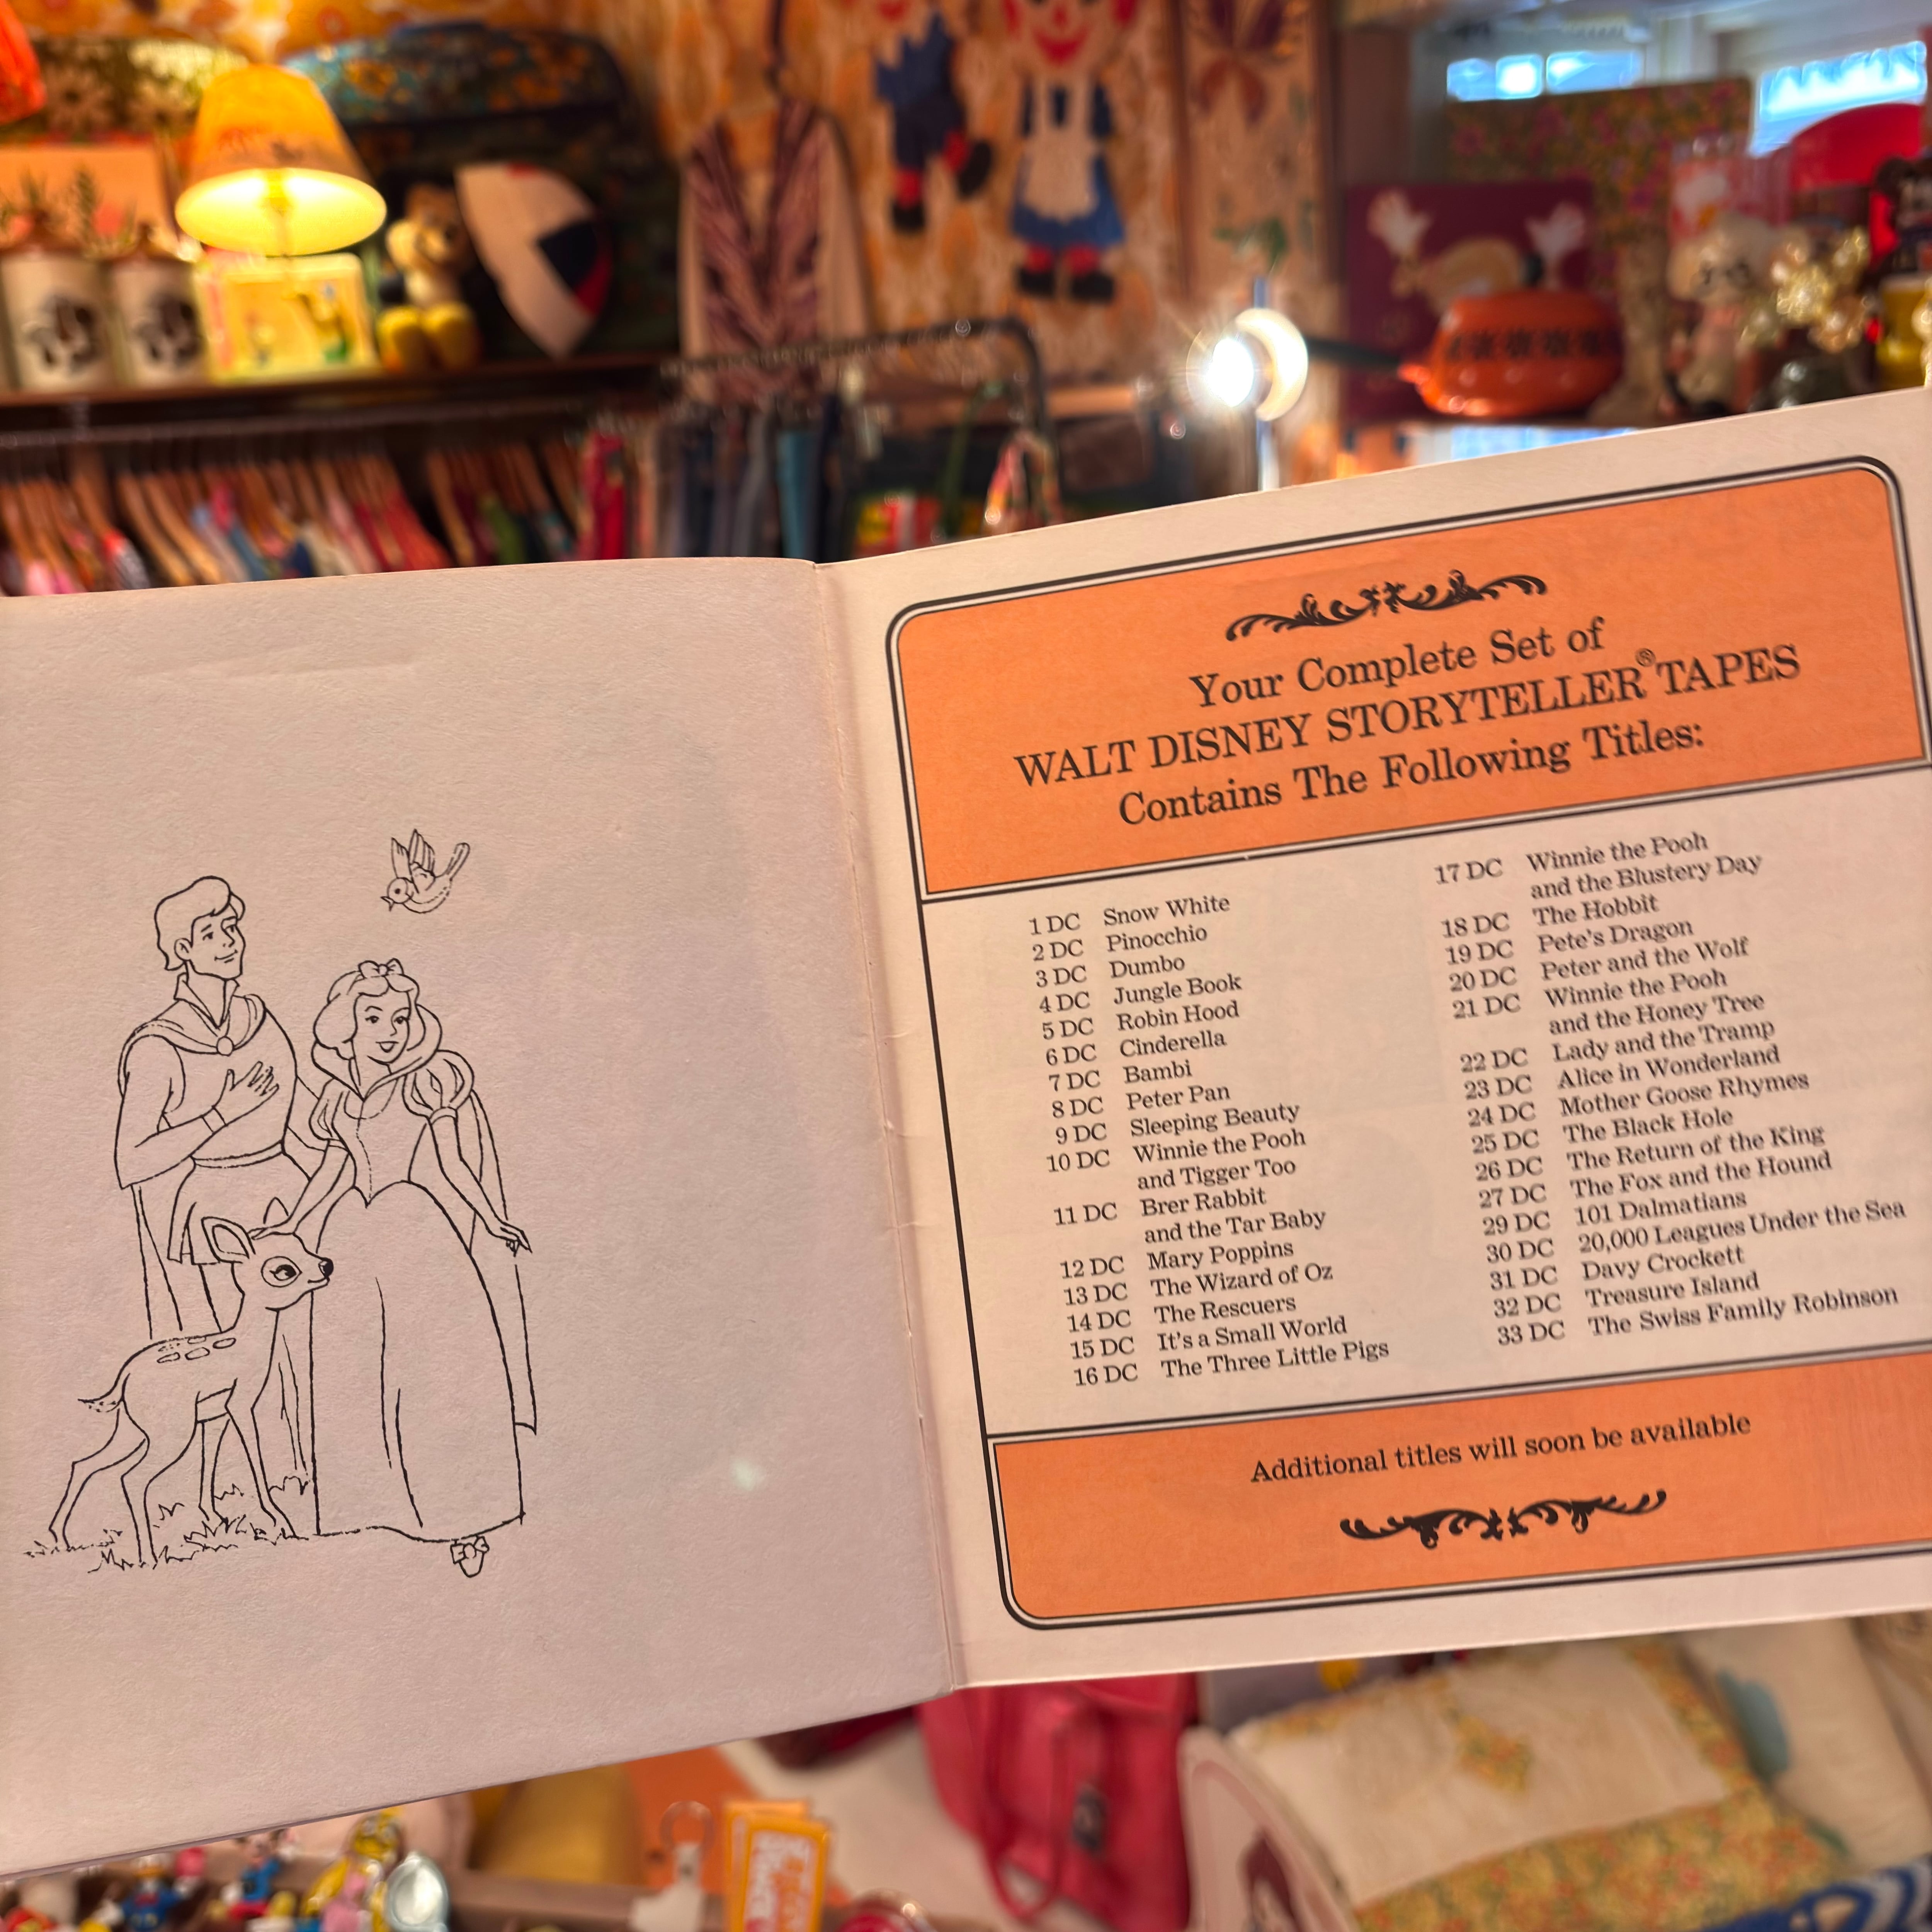 Your Complete Set of
WALT DISNEY STORYTELLER® TAPES
Contains The Following Titles:
1 DC Snow White
2 DC Pinocchio
3 DC Dumbo
4 DC Jungle Book
5 DC Robin Hood
6 DC Cinderella
7 DC Bambi
8 DC Peter Pan
9 DC Sleeping Beauty
10 DC Winnie the Pooh
and Tigger Too
11 DC Brer Rabbit
and the Tar Baby
12 DC Mary Poppins
13 DC The Wizard of Oz
14 DC The Rescuers
15 DC It's a Small World
16 DC The Three Little Pigs
17 DC Winnie the Pooh
and the Blustery Day
18 DC The Hobbit
19 DC Pete's Dragon
20 DC Peter and the Wolf
21 DC Winnie the Pooh
and the Honey Tree
22 DC Lady and the Tramp
23 DC Alice in Wonderland
24 DC Mother Goose Rhymes
25 DC The Black Hole
26 DC The Return of the King
27 DC The Fox and the Hound
29 DC 101 Dalmatians
30 DC 20,000 Leagues Under the Sea
31 DC Davy Crockett
32 DC Treasure Island
33 DC The Swiss Family Robinson
Additional titles will soon be available